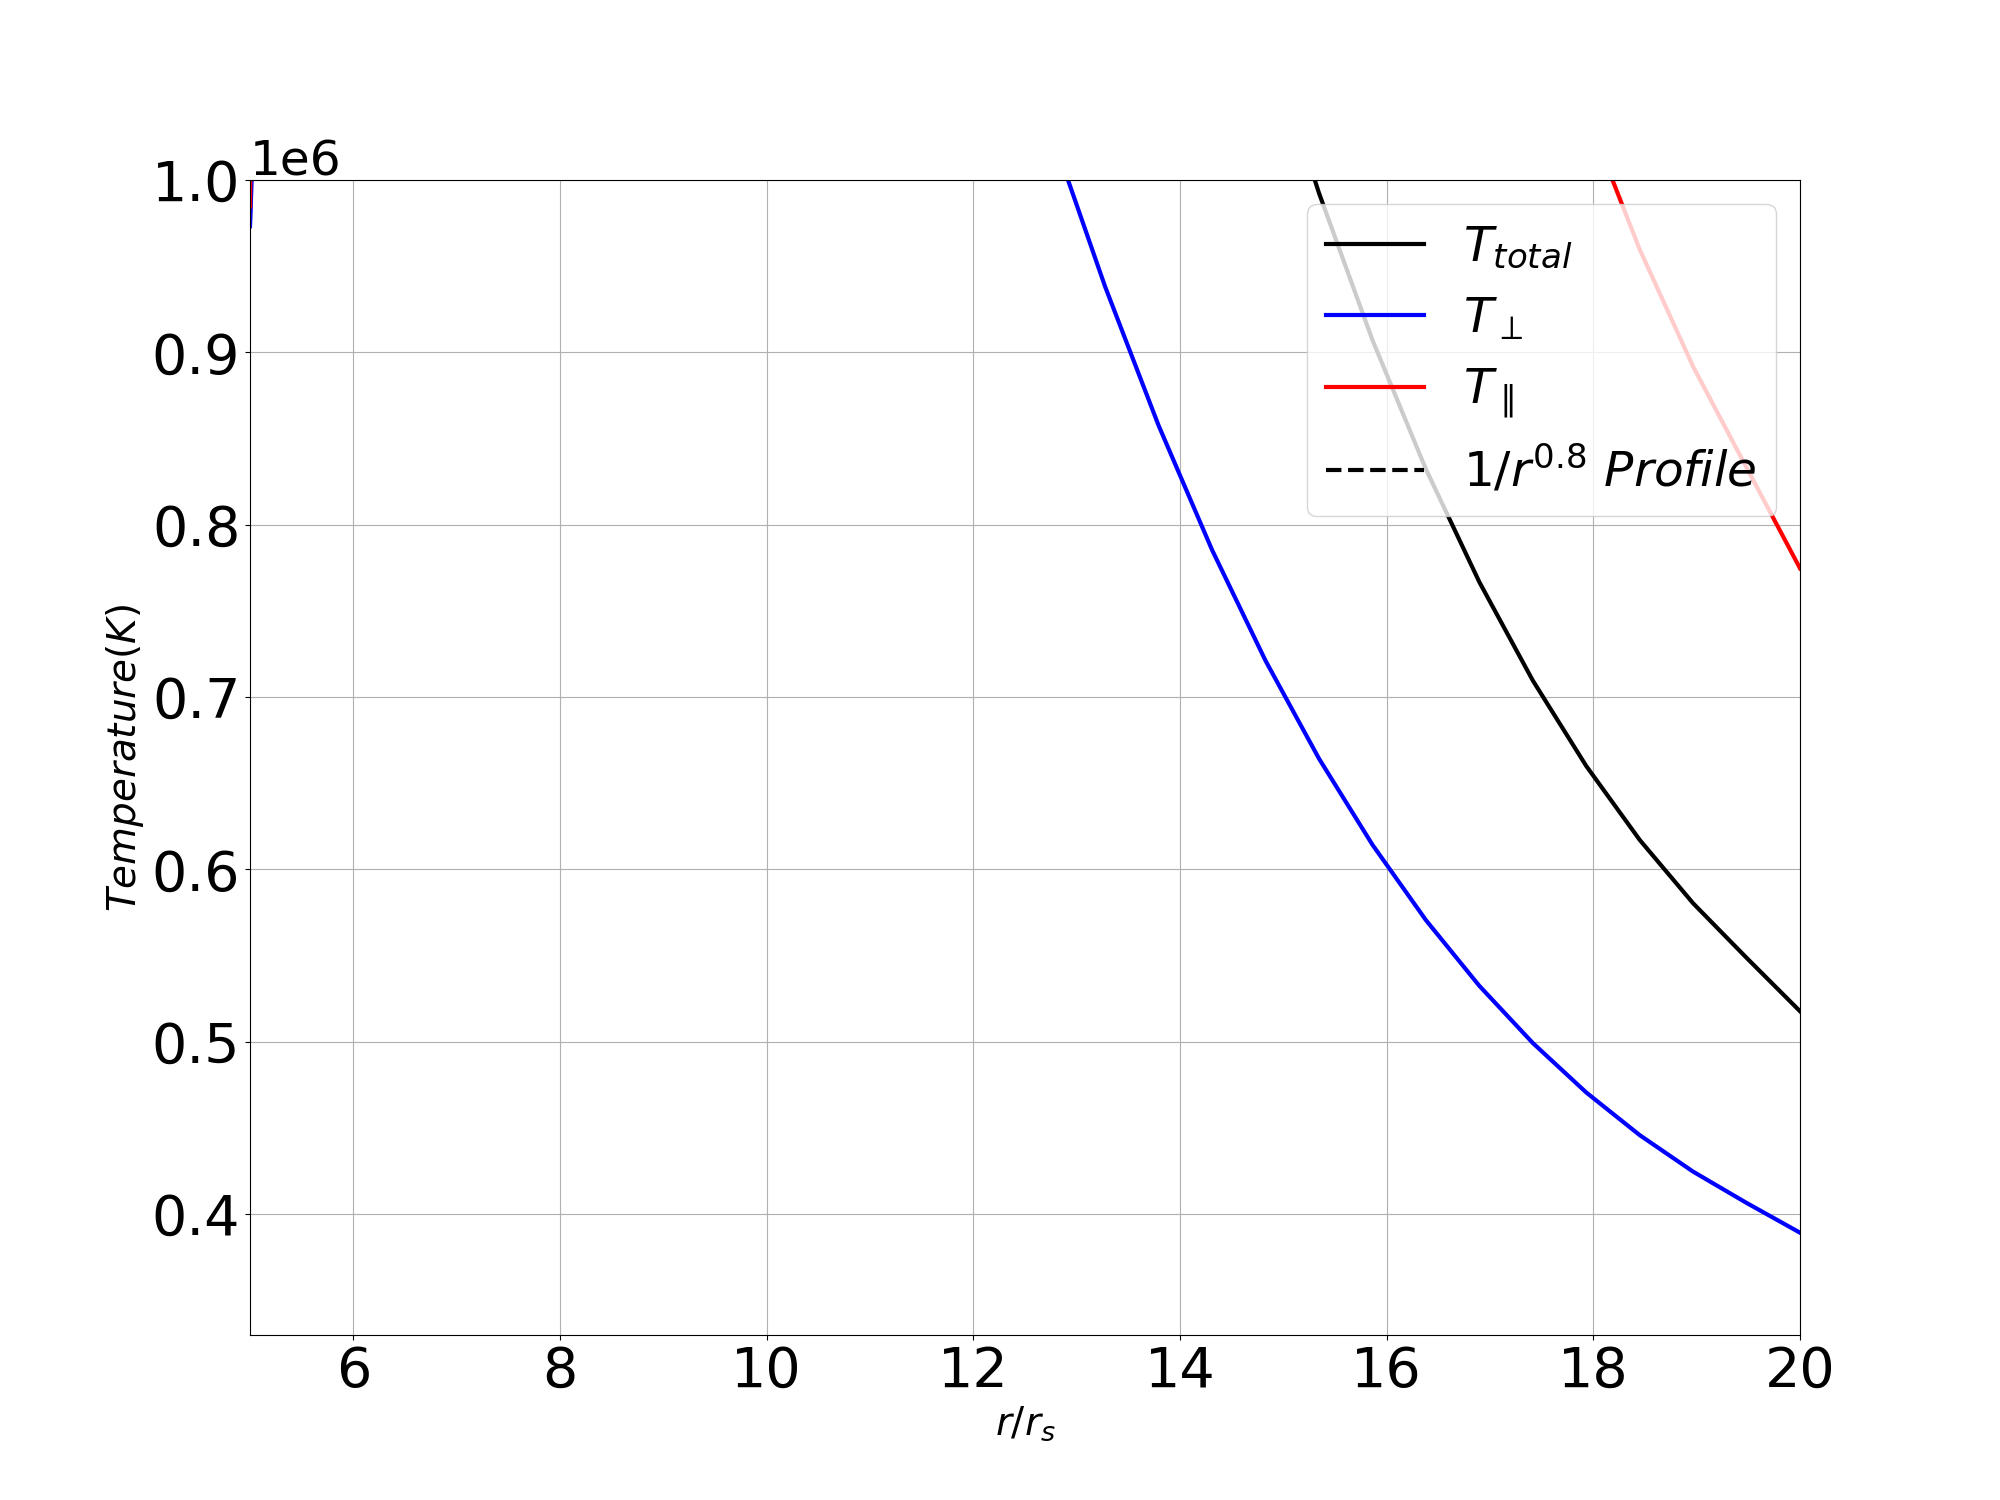 1e6
1.0
0.9
0.8
0.7
0.6
0.5
0.4
Temperature(K)
6 8 10 12 14 16 18 20
r/r_s
T_total
T_⊥
T_∥
1/r^0.8 Profile